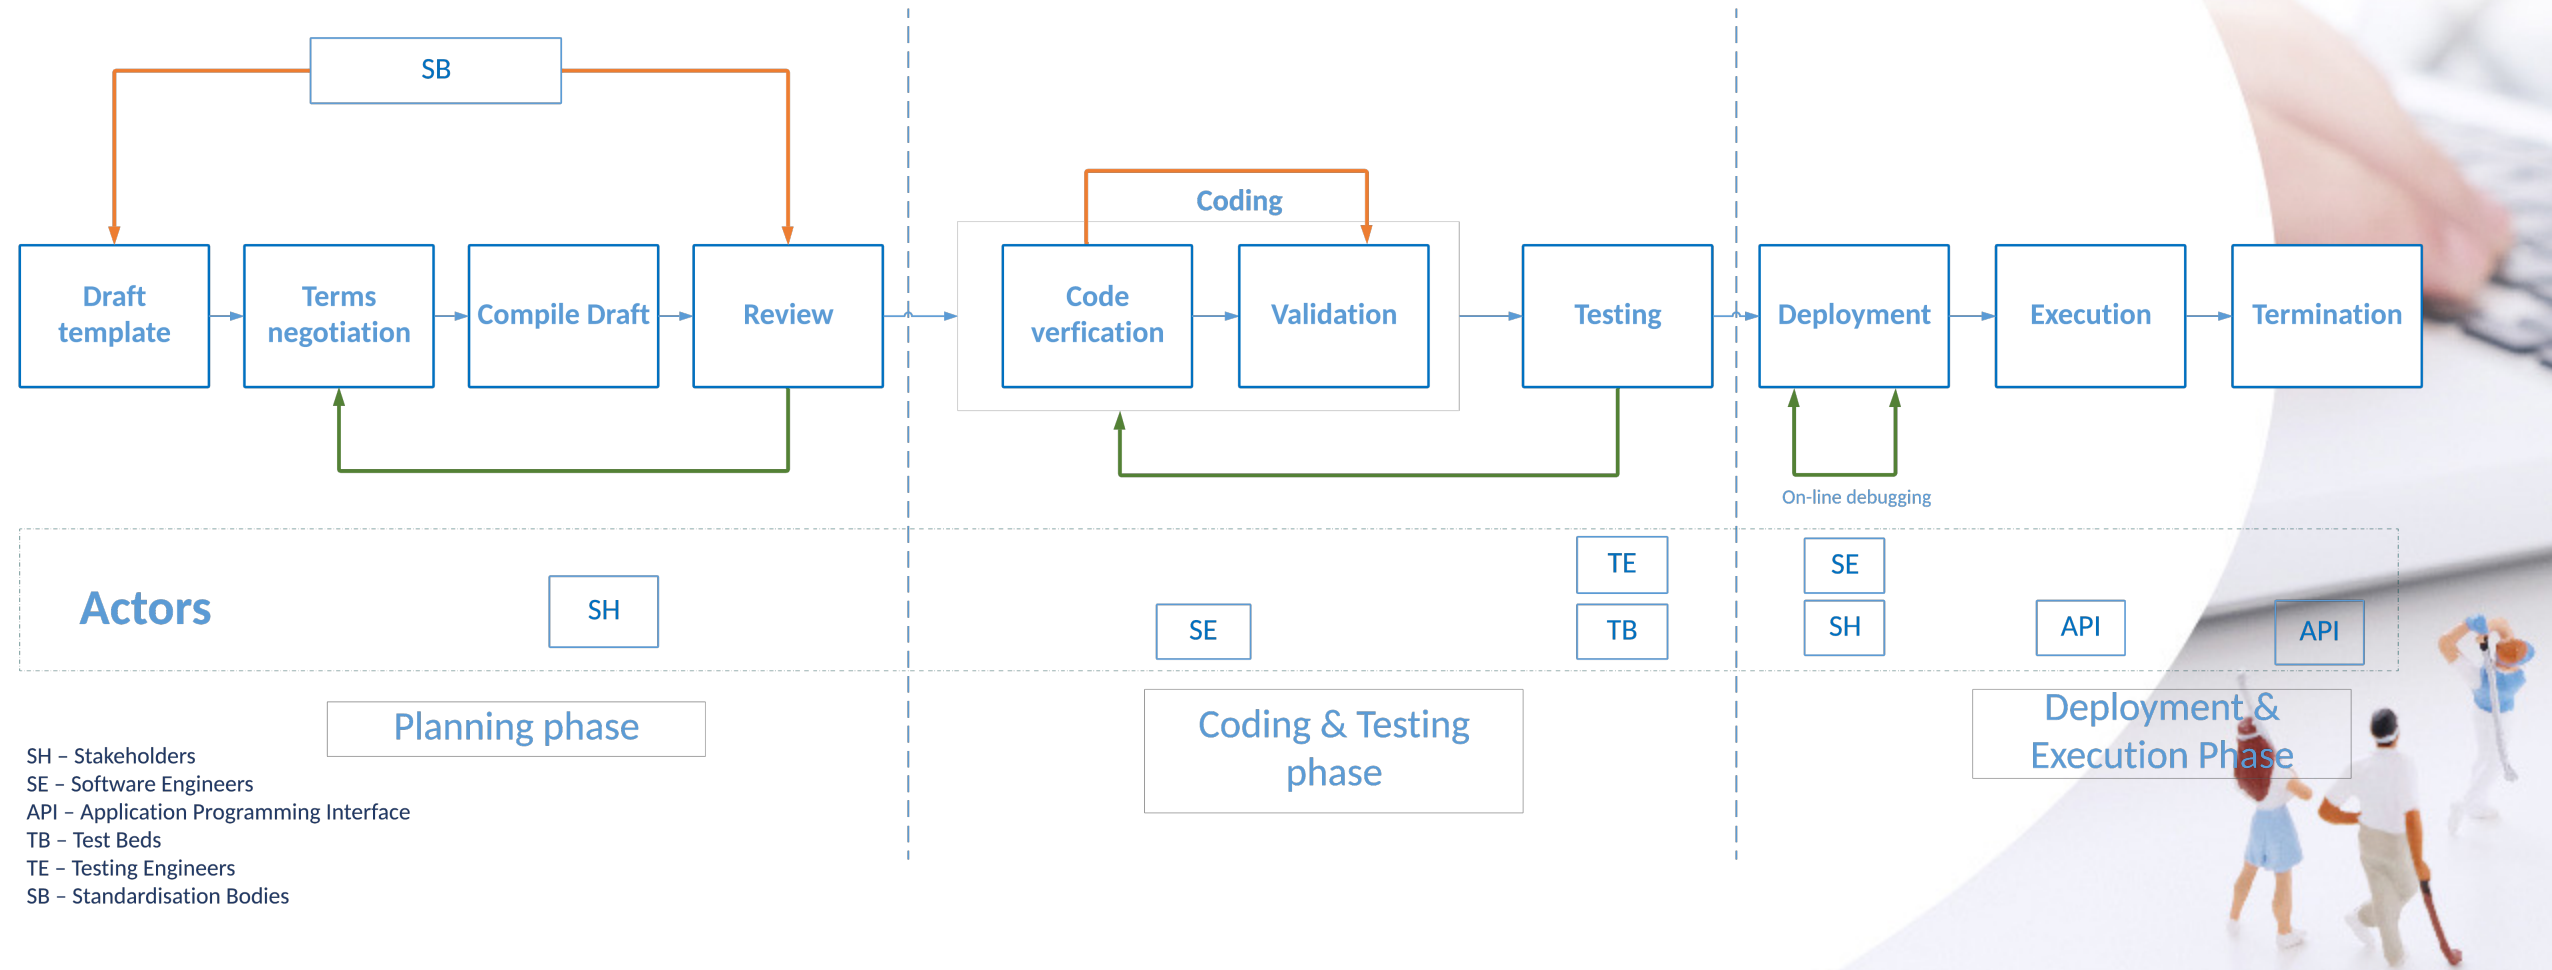 SB
Coding
Draft
template
Terms
negotiation
Compile Draft
Review
Code
verfication
Validation
Testing
Deployment
Execution
Termination
On-line debugging
Actors
SH
SE
TE
TB
SE
SH
API
API
Planning phase
Coding & Testing
phase
Deployment &
Execution Phase
SH – Stakeholders
SE – Software Engineers
API – Application Programming Interface
TB – Test Beds
TE – Testing Engineers
SB – Standardisation Bodies